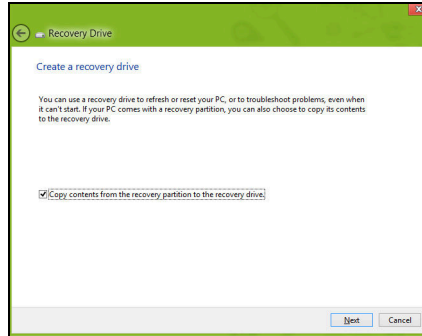 Recovery Drive
Create a recovery drive
You can use a recovery drive to refresh or reset your PC, or to troubleshoot problems, even when
it can't start. If your PC comes with a recovery partition, you can also choose to copy its contents
to the recovery drive.
Copy contents from the recovery partition to the recovery drive.
Next Cancel